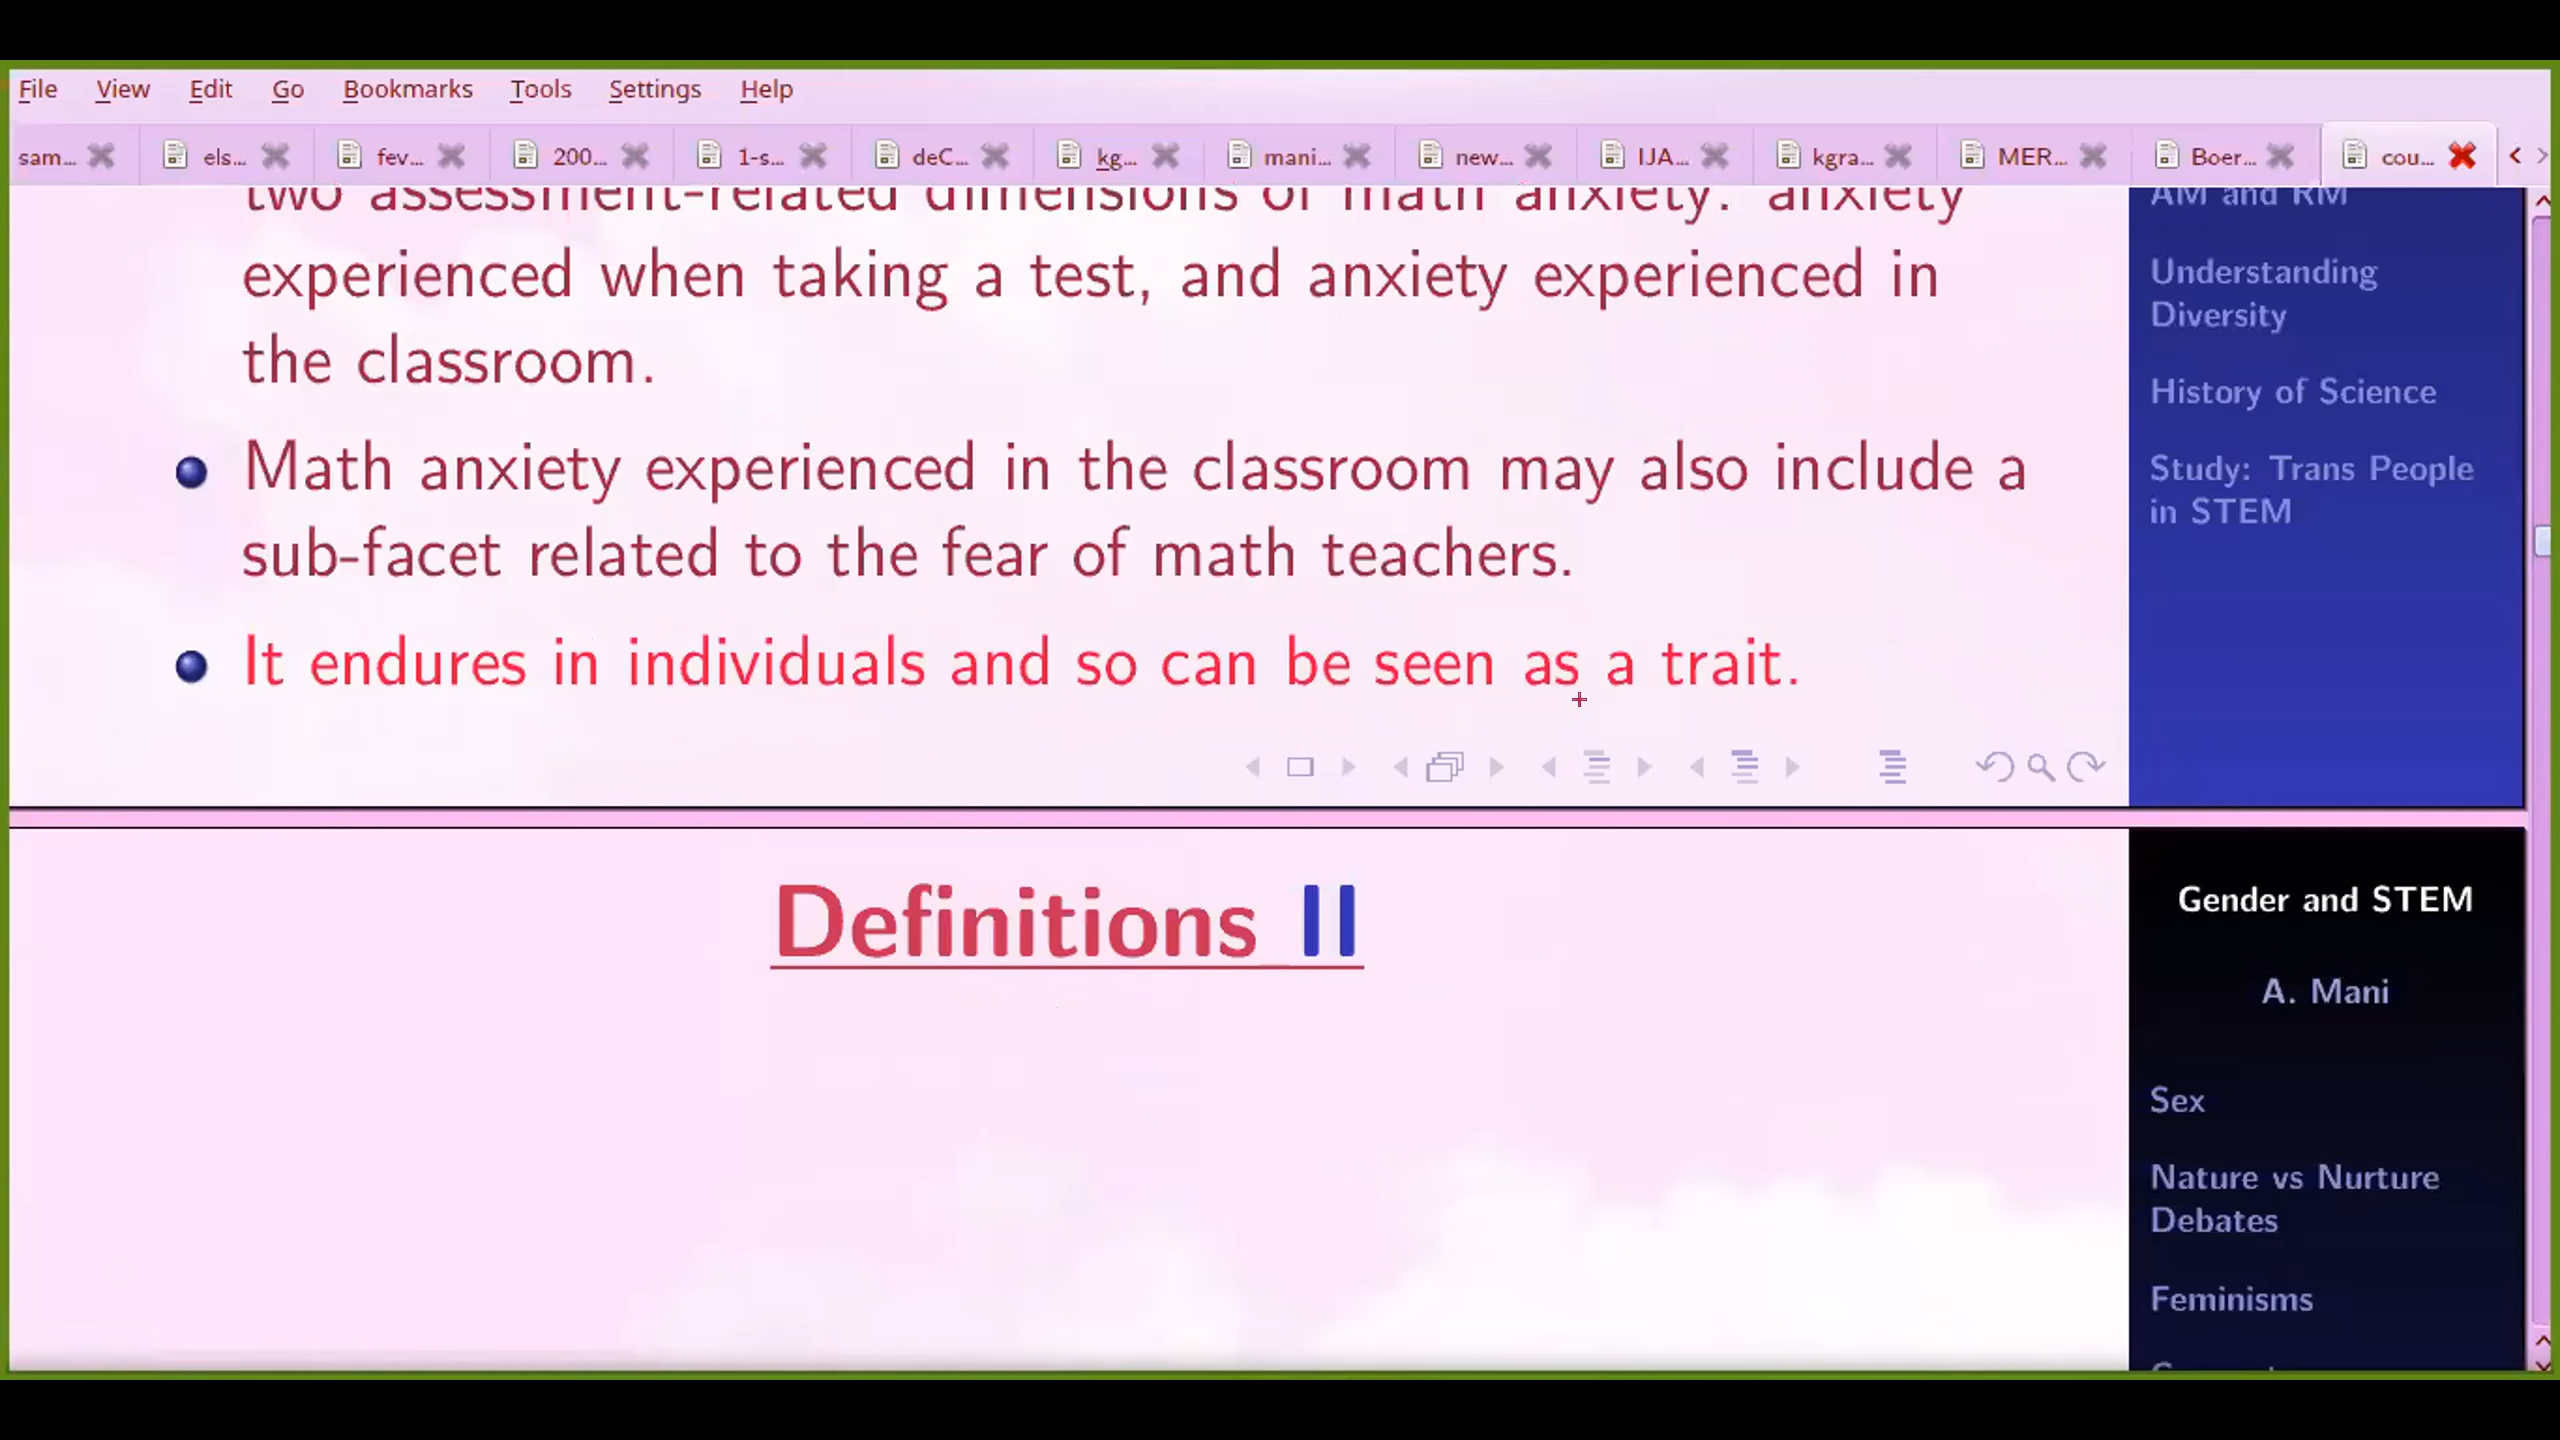 File View Edit Go Bookmarks Tools Settings Help
sam... els... fev... 200... 1-s... deC... kg... mani... new... IJA... kgra... MER... Boer... cou...
two assessment-related dimensions of math anxiety: anxiety
experienced when taking a test, and anxiety experienced in
the classroom.
Math anxiety experienced in the classroom may also include a
sub-facet related to the fear of math teachers.
It endures in individuals and so can be seen as a trait.
AM and RM
Understanding
Diversity
History of Science
Study: Trans People
in STEM
Definitions II
Gender and STEM
A. Mani
Sex
Nature vs Nurture
Debates
Feminisms